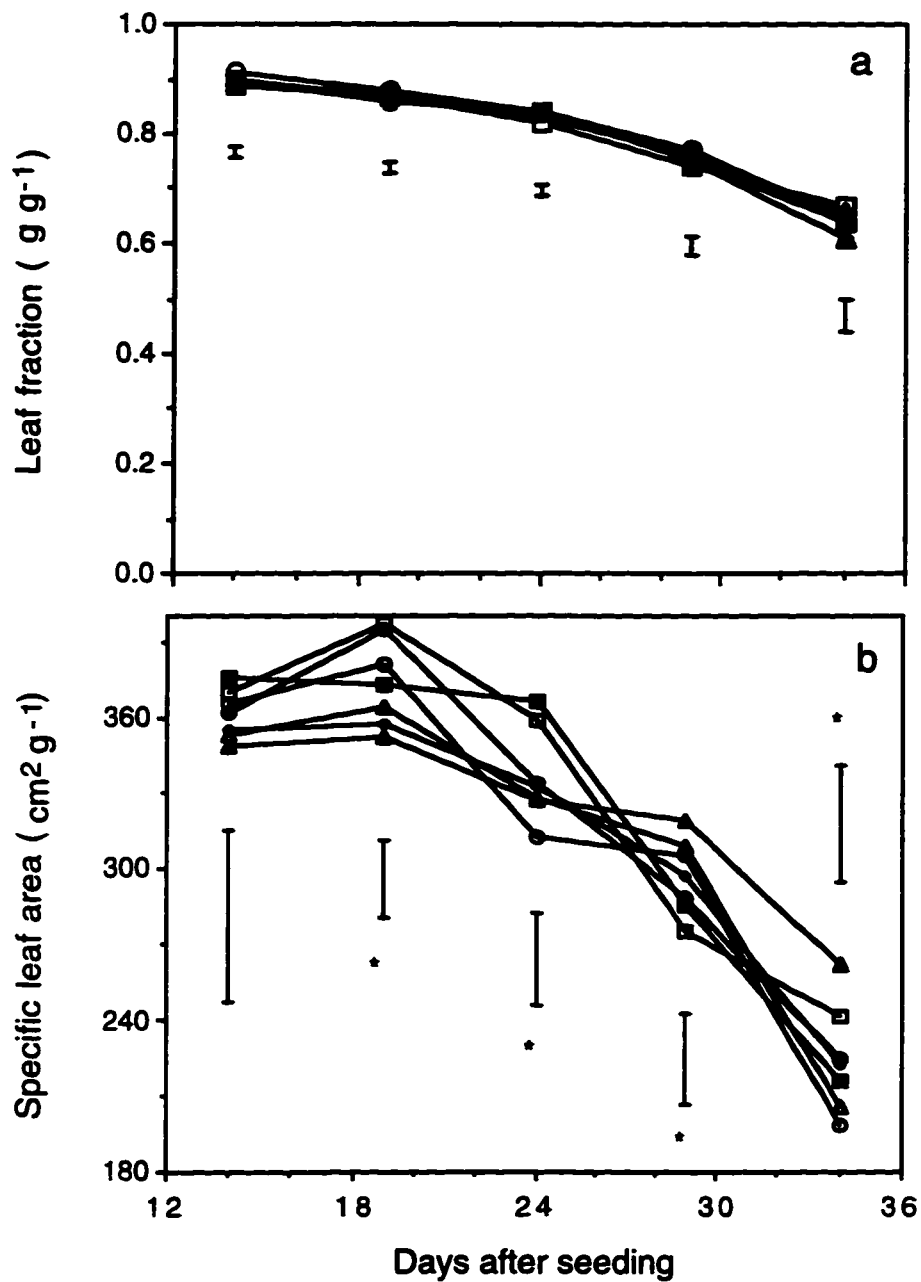 1.0
a
0.8
0.6
0.4
0.2
0.0
Leaf fraction ( g g-1)
b
360
*
300
*
240
*
*
180
Specific leaf area (cm2 g-1)
12 18 24 30 36
Days after seeding